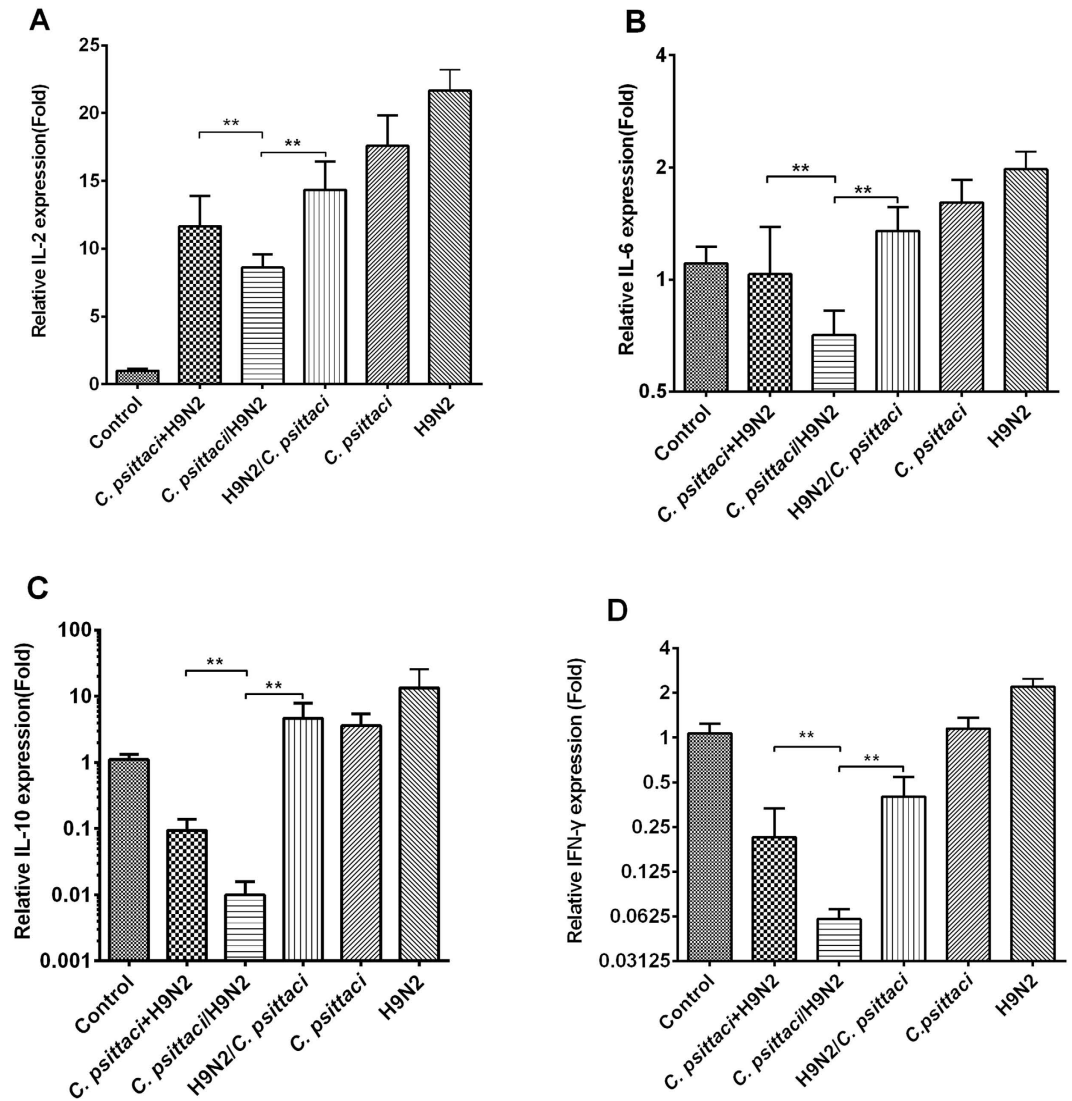 A
Relative IL-2 expression(Fold)
25
20
15
10
5
0
**
**
Control
C. psittaci+H9N2
C. psittaci/H9N2
H9N2/C. psittaci
C. psittaci
H9N2
B
Relative IL-6 expression(Fold)
4
2
1
0.5
**
**
Control
C. psittaci+H9N2
C. psittaci/H9N2
H9N2/C. psittaci
C. psittaci
H9N2
C
Relative IL-10 expression(Fold)
100
10
1
0.1
0.01
0.001
**
**
Control
C. psittaci+H9N2
C. psittaci/H9N2
H9N2/C. psittaci
C. psittaci
H9N2
D
Relative IFN-γ expression (Fold)
4
2
1
0.5
0.25
0.125
0.0625
0.03125
**
**
Control
C. psittaci+H9N2
C. psittaci/H9N2
H9N2/C. psittaci
C.psittaci
H9N2